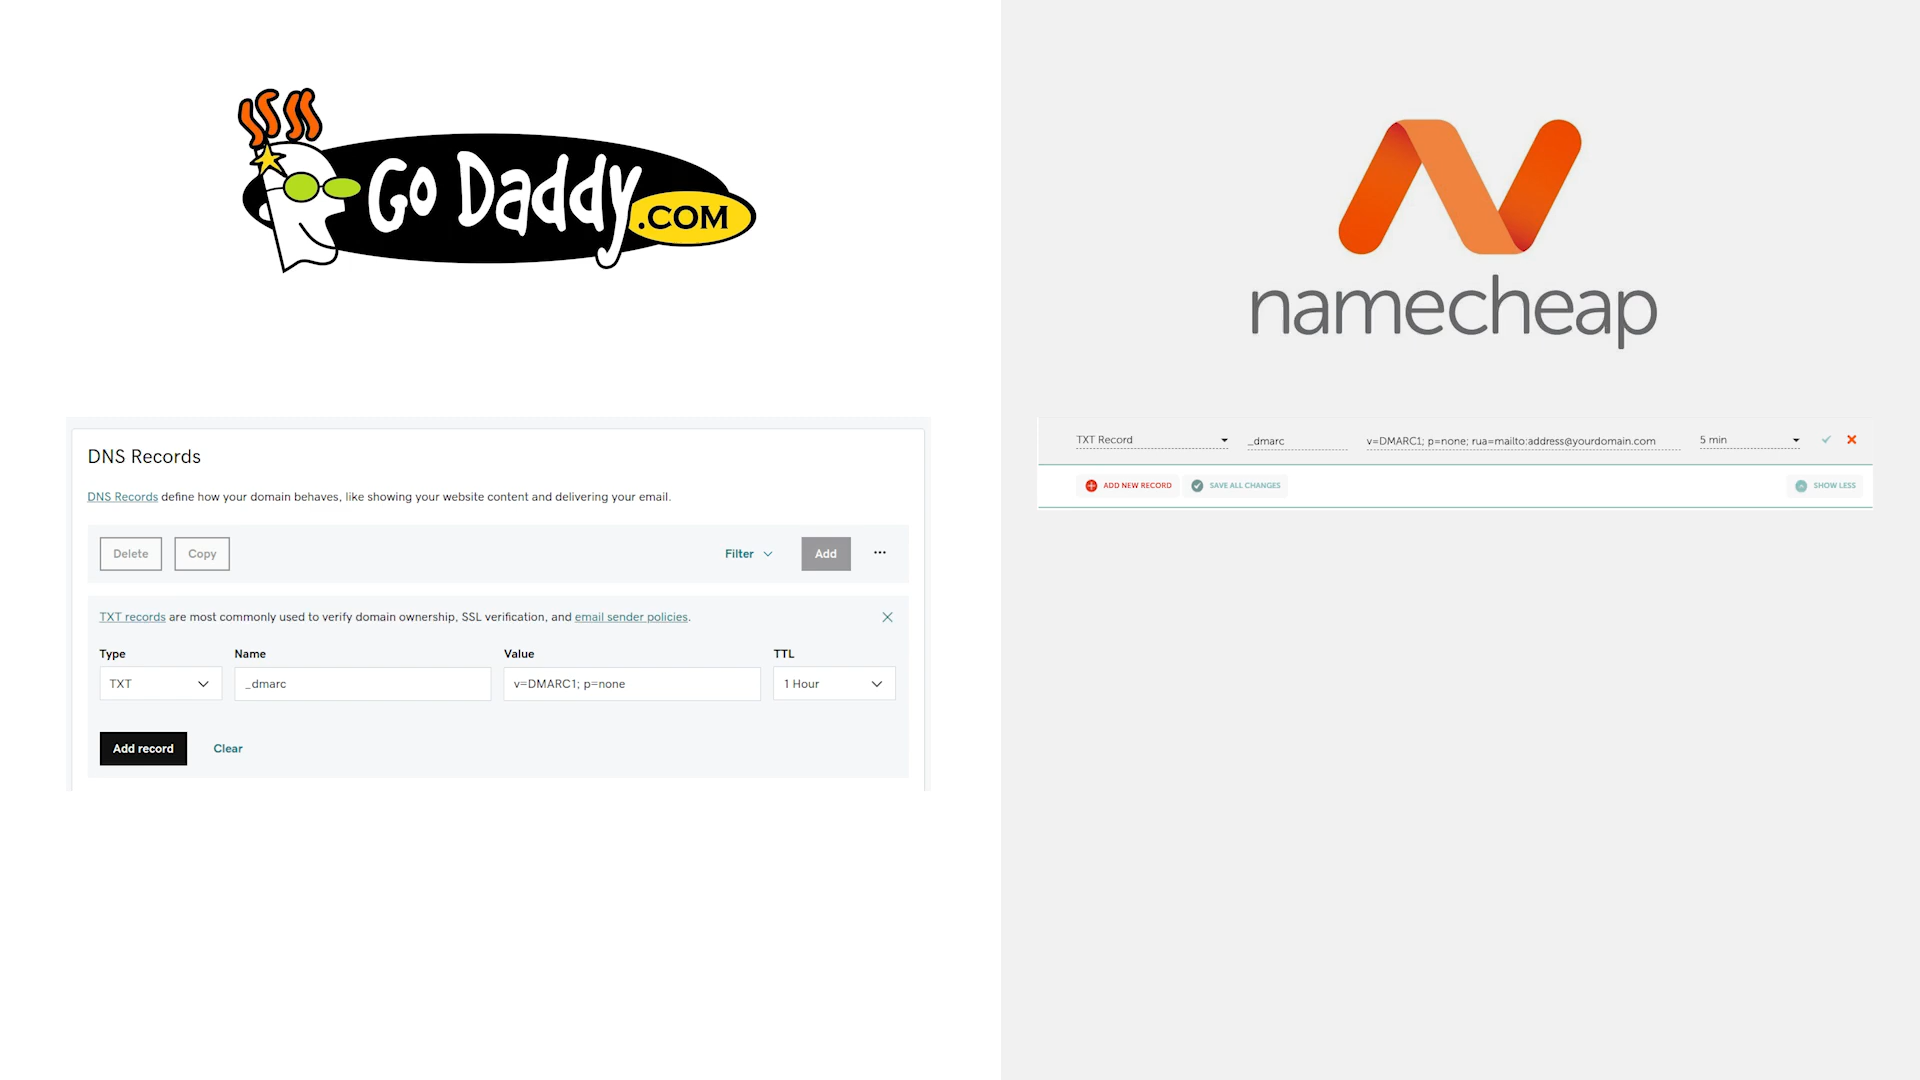 Go Daddy.COM
DNS Records
DNS Records define how your domain behaves, like showing your website content and delivering your email.
Delete
Copy
Filter
Add
TXT records are most commonly used to verify domain ownership, SSL verification, and email sender policies.
Type
Name
Value
TTL
TXT
_dmarc
v=DMARC1; p=none
1 Hour
Add record
Clear
namecheap
TXT Record
_dmarc
v=DMARC1; p=none; rua=mailto:address@yourdomain.com
5 min
ADD NEW RECORD
SAVE ALL CHANGES
SHOW LESS